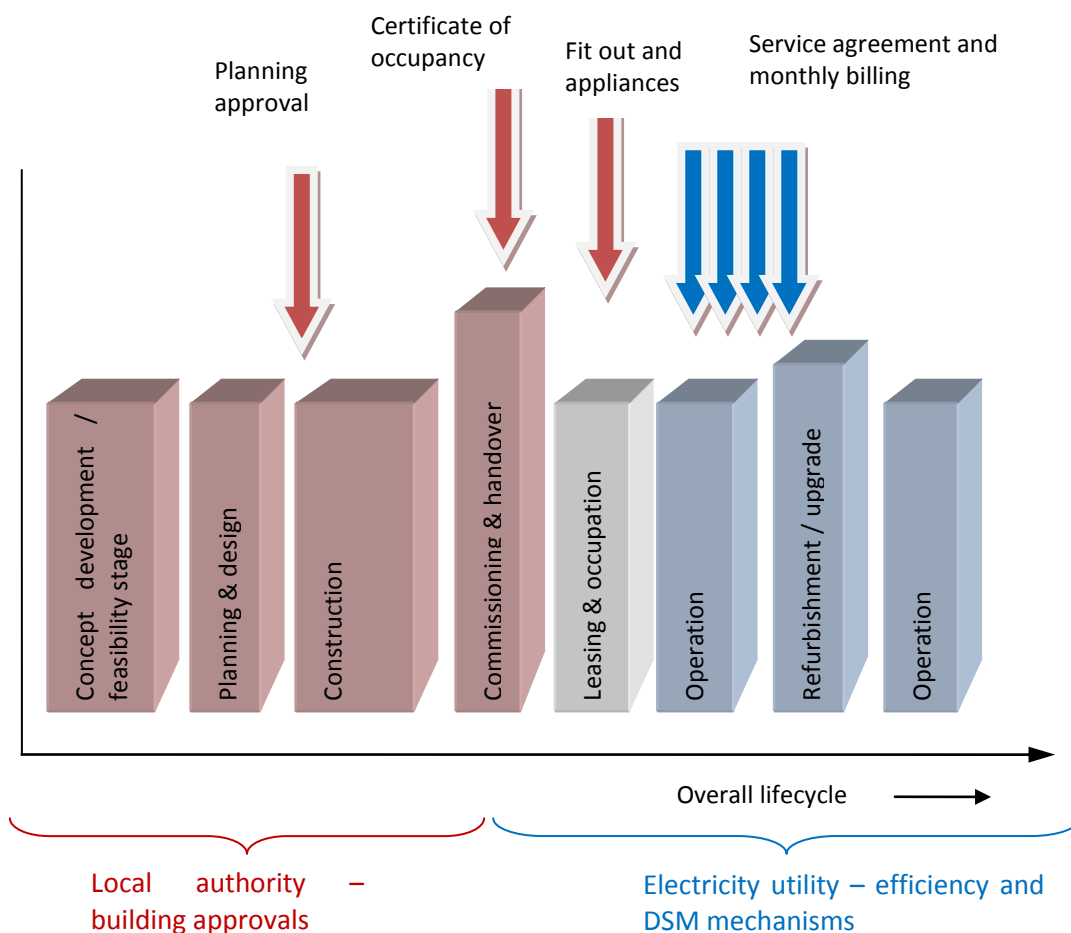 Certificate of
occupancy
Planning
approval
Fit out and
appliances
Service agreement and
monthly billing
Concept development /
feasibility stage
Planning & design
Construction
Commissioning & handover
Leasing & occupation
Operation
Refurbishment / upgrade
Operation
Overall lifecycle
Local authority –
building approvals
Electricity utility – efficiency and
DSM mechanisms